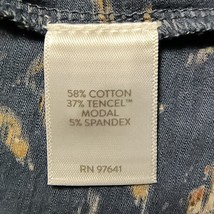 58% COTTON
37% TENCEL™
MODAL
5% SPANDEX
RN 97641